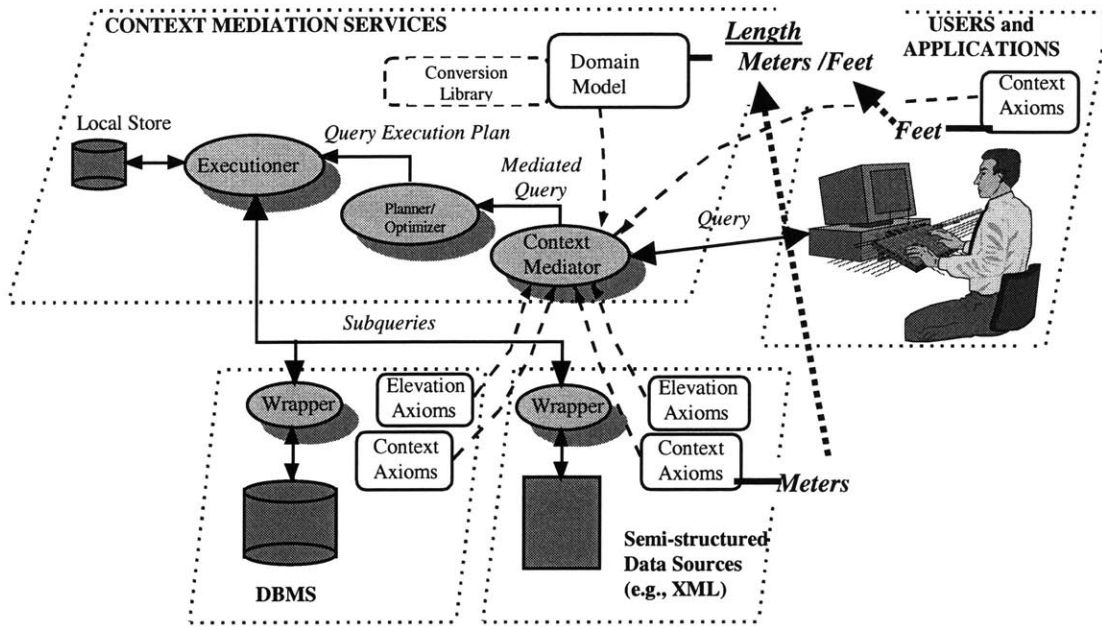 CONTEXT MEDIATION SERVICES
Length
Meters /Feet
USERS and
APPLICATIONS
Conversion
Library
Domain
Model
Context
Axioms
Feet
Local Store
Query Execution Plan
Executioner
Mediated
Query
Planner/
Optimizer
Context
Mediator
Query
Subqueries
Wrapper
Elevation
Axioms
Context
Axioms
Wrapper
Elevation
Axioms
Context
Axioms
Meters
DBMS
Semi-structured
Data Sources
(e.g., XML)